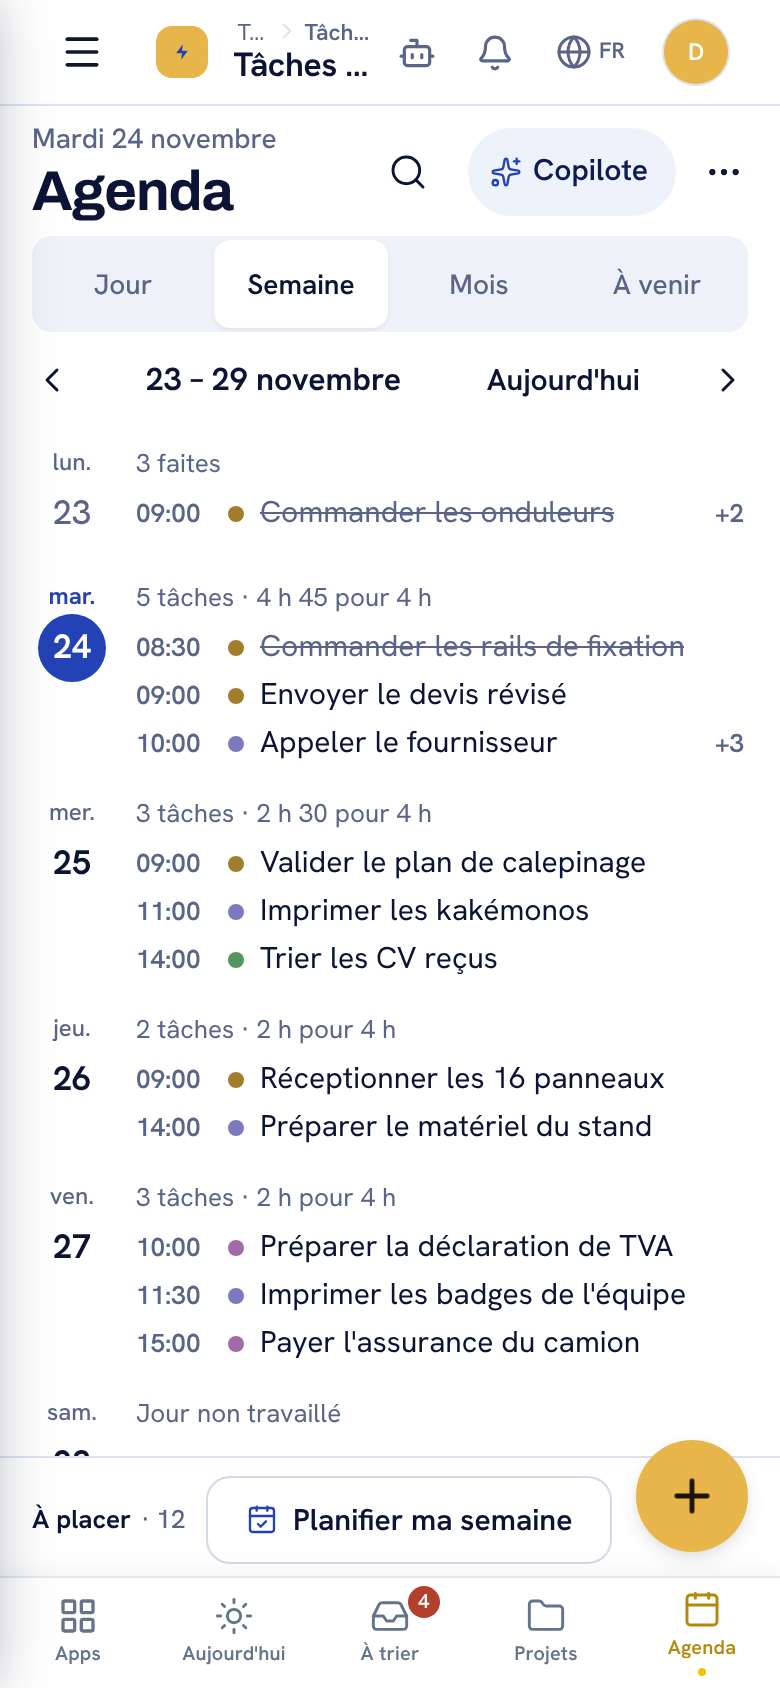 T... > Tâch...
Tâches ...
FR
D
Mardi 24 novembre
Agenda
Copilote
Jour
Semaine
Mois
À venir
23 – 29 novembre
Aujourd'hui
lun.
3 faites
23
09:00
Commander les onduleurs
+2
mar.
5 tâches · 4 h 45 pour 4 h
24
08:30
Commander les rails de fixation
09:00
Envoyer le devis révisé
10:00
Appeler le fournisseur
+3
mer.
3 tâches · 2 h 30 pour 4 h
25
09:00
Valider le plan de calepinage
11:00
Imprimer les kakémonos
14:00
Trier les CV reçus
jeu.
2 tâches · 2 h pour 4 h
26
09:00
Réceptionner les 16 panneaux
14:00
Préparer le matériel du stand
ven.
3 tâches · 2 h pour 4 h
27
10:00
Préparer la déclaration de TVA
11:30
Imprimer les badges de l'équipe
15:00
Payer l'assurance du camion
sam.
Jour non travaillé
À placer · 12
Planifier ma semaine
Apps
Aujourd'hui
4
À trier
Projets
Agenda